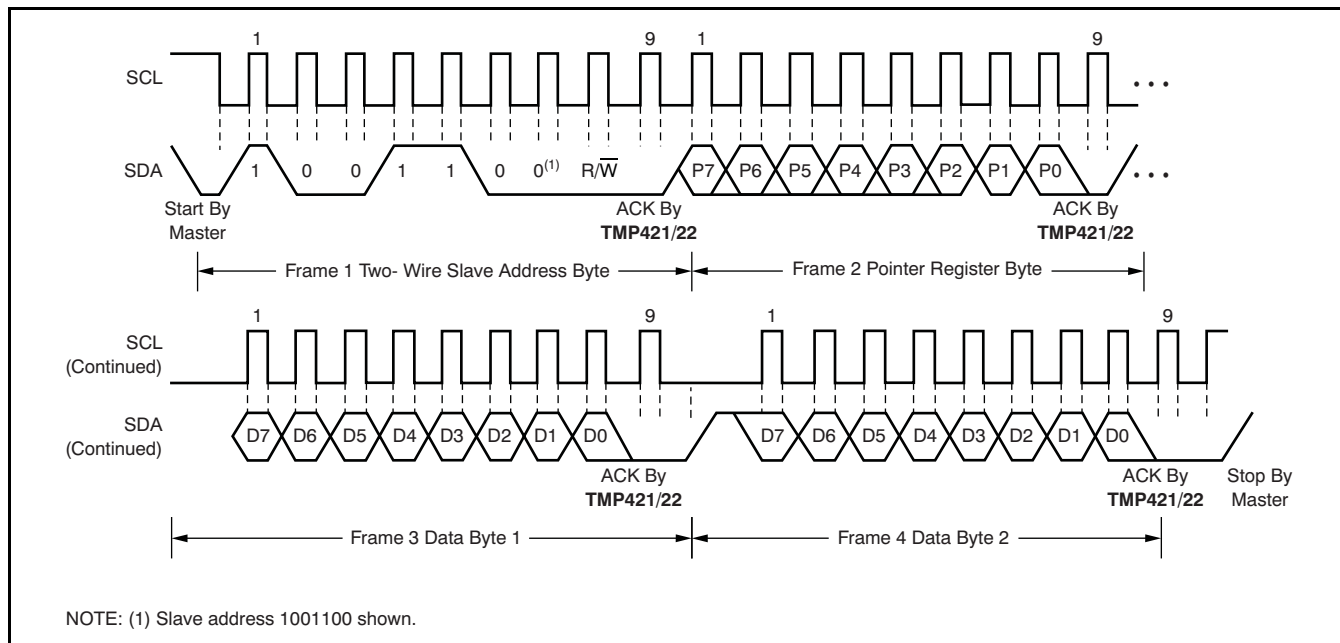 1 9 1 9
SCL
. . .
SDA 1 0 0 1 1 0 0(1) R/W̅ P7 P6 P5 P4 P3 P2 P1 P0 . . .
Start By Master
ACK By TMP421/22
ACK By TMP421/22
Frame 1 Two- Wire Slave Address Byte
Frame 2 Pointer Register Byte
1 9 1 9
SCL
(Continued)
SDA
(Continued)
D7 D6 D5 D4 D3 D2 D1 D0 D7 D6 D5 D4 D3 D2 D1 D0
ACK By TMP421/22
ACK By TMP421/22
Stop By Master
Frame 3 Data Byte 1
Frame 4 Data Byte 2
NOTE: (1) Slave address 1001100 shown.